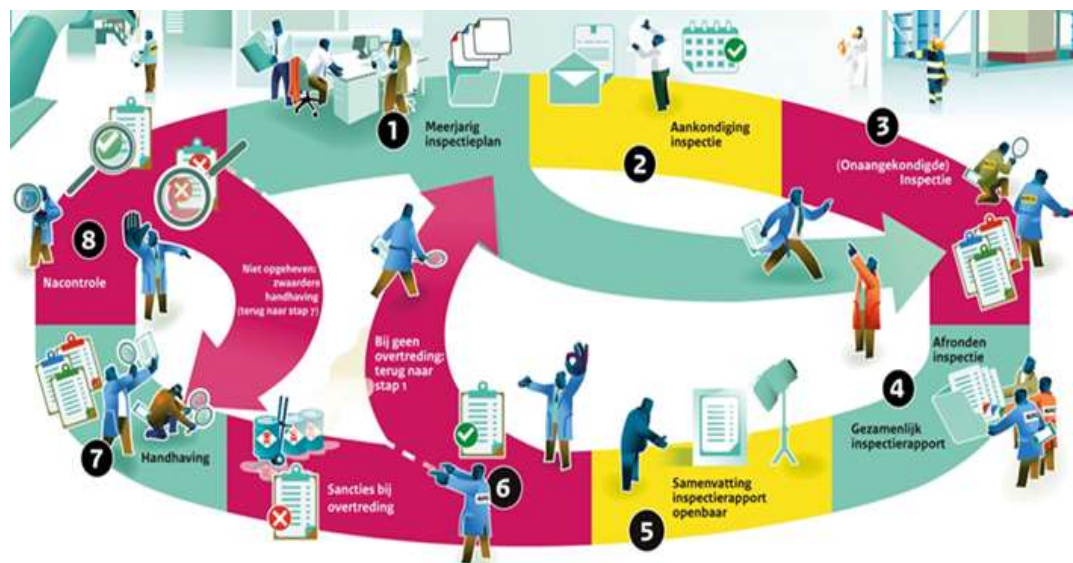 1
Meerjarig
inspectieplan
2
Aankondiging
inspectie
3
(Onaangekondigde)
Inspectie
Afronden
inspectie
4
Gezamenlijk
inspectierapport
5
Samenvatting
inspectierapport
openbaar
6
Bij geen
overtreding:
terug naar
stap 1
Sancties bij
overtreding
7
Handhaving
8
Nacontrole
Niet opgeheven:
zwaardere
handhaving
(terug naar stap 7)